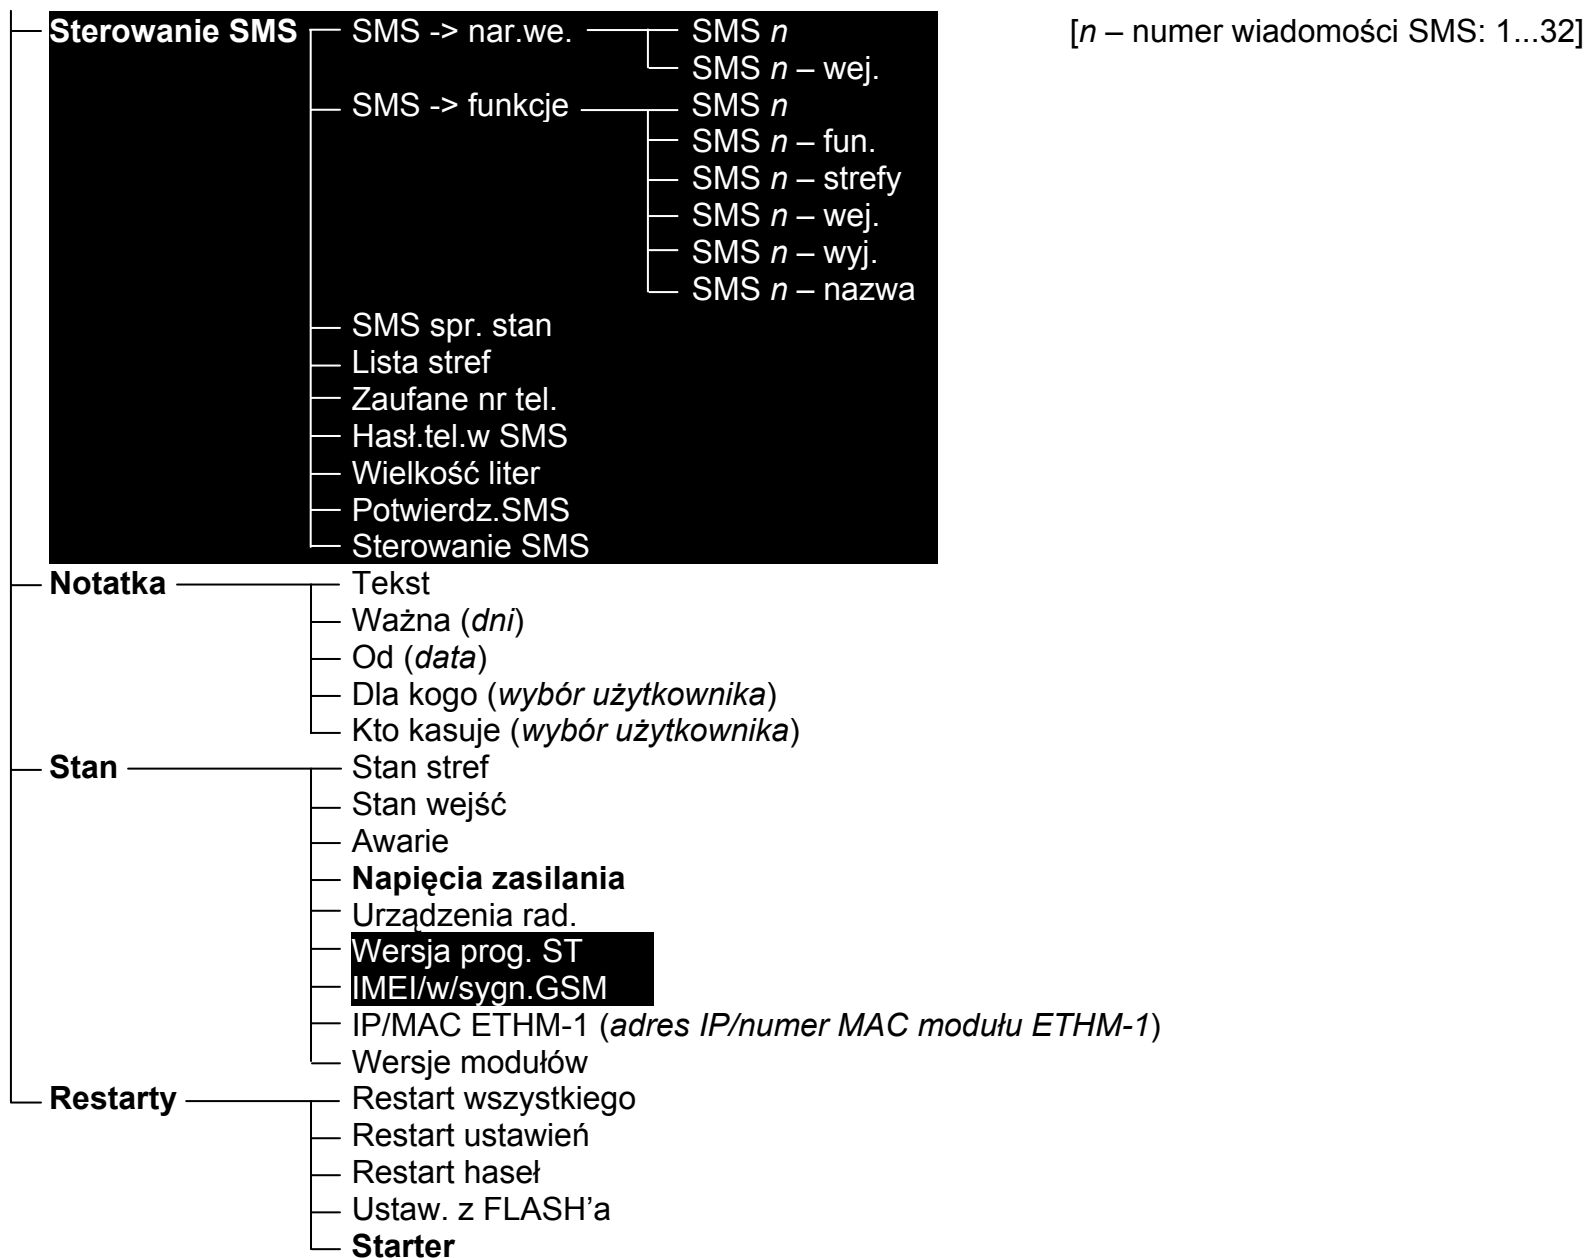 Sterowanie SMS SMS -> nar.we. SMS n [n – numer wiadomości SMS: 1...32]
SMS n – wej.
SMS -> funkcje SMS n
SMS n – fun.
SMS n – strefy
SMS n – wej.
SMS n – wyj.
SMS n – nazwa
SMS spr. stan
Lista stref
Zaufane nr tel.
Hasł.tel.w SMS
Wielkość liter
Potwierdz.SMS
Sterowanie SMS
Notatka Tekst
Ważna (dni)
Od (data)
Dla kogo (wybór użytkownika)
Kto kasuje (wybór użytkownika)
Stan Stan stref
Stan wejść
Awarie
Napięcia zasilania
Urządzenia rad.
Wersja prog. ST
IMEI/w/sygn.GSM
IP/MAC ETHM-1 (adres IP/numer MAC modułu ETHM-1)
Wersje modułów
Restarty Restart wszystkiego
Restart ustawień
Restart haseł
Ustaw. z FLASH’a
Starter